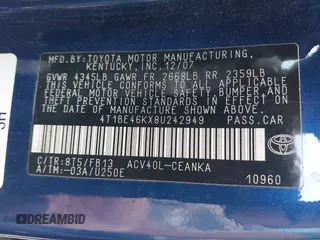 MFD.BY:TOYOTA MOTOR MANUFACTURING,
KENTUCKY,INC.12/07
GVWR 4345LB GAWR FR 2668LB RR 2359LB
THIS VEHICLE CONFORMS TO ALL APPLICABLE
FEDERAL MOTOR VEHICLE SAFETY, BUMPER,
AND THEFT PREVENTION STANDARDS IN EFFECT
ON THE DATE OF MANUFACTURE SHOWN ABOVE.
4T1BE46KX8U242949 PASS.CAR
C/TR:8T5/FB13 ACV40L-CEANKA
A/TM:-03A/U250E
TOYOTA
10960
HS
© DREAMBID